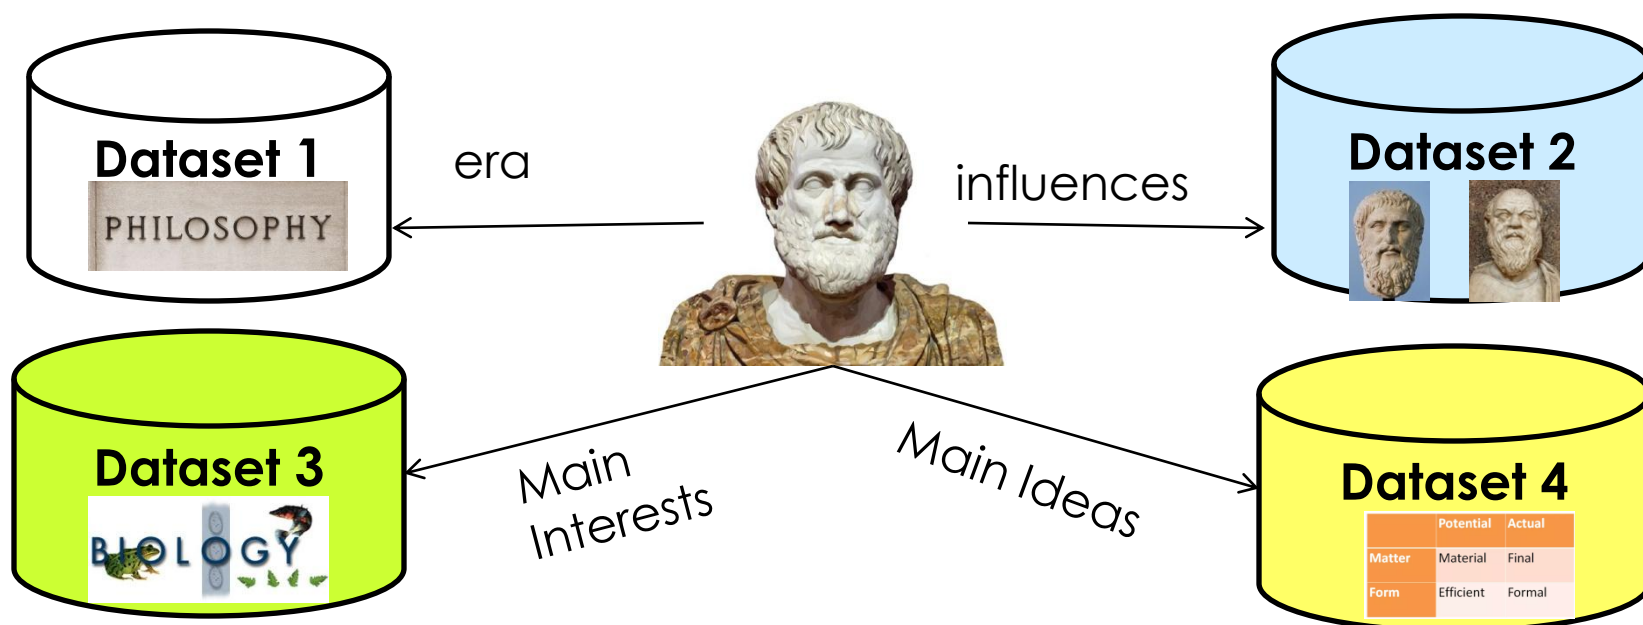 Dataset 1
PHILOSOPHY
era
influences
Dataset 2
Dataset 3
BIOLOGY
Main
Interests
Main Ideas
Dataset 4
Potential Actual
Matter Material Final
Form Efficient Formal